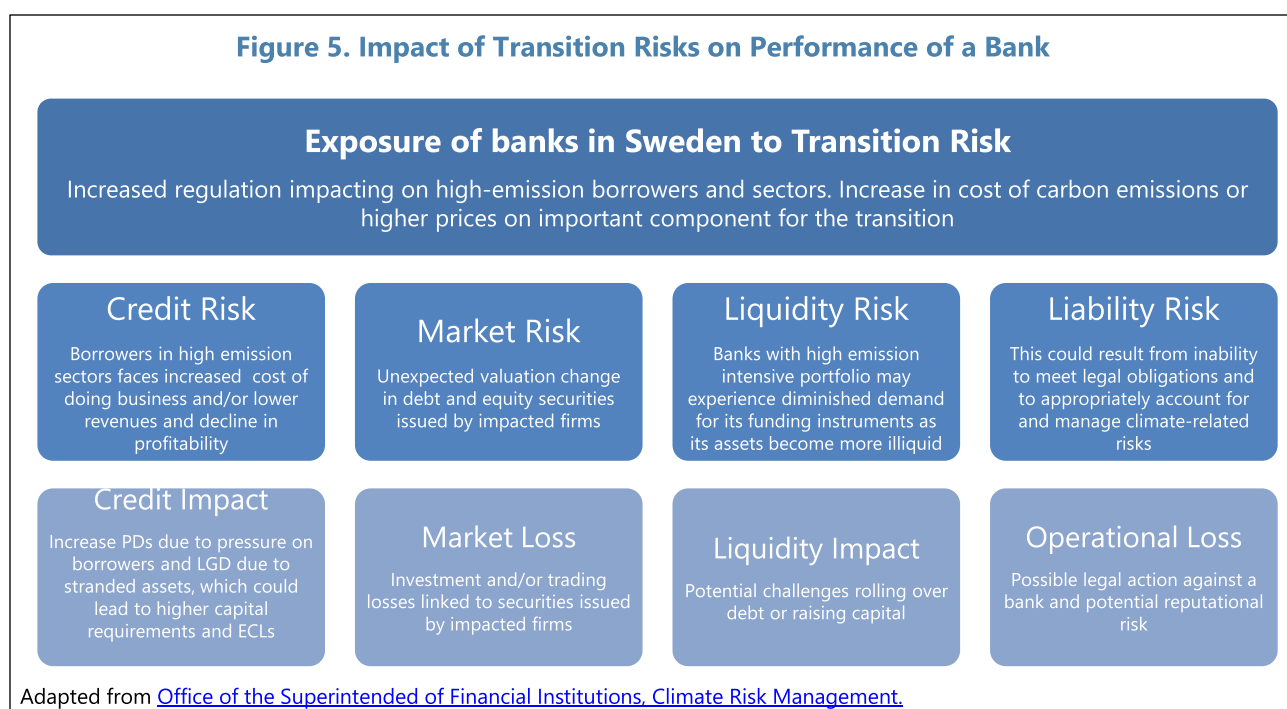 Figure 5. Impact of Transition Risks on Performance of a Bank
Exposure of banks in Sweden to Transition Risk
Increased regulation impacting on high-emission borrowers and sectors. Increase in cost of carbon emissions or
higher prices on important component for the transition
Credit Risk
Borrowers in high emission
sectors faces increased  cost of
doing business and/or lower
revenues and decline in
profitability
Market Risk
Unexpected valuation change
in debt and equity securities
issued by impacted firms
Liquidity Risk
Banks with high emission
intensive portfolio may
experience diminished demand
for its funding instruments as
its assets become more illiquid
Liability Risk
This could result from inability
to meet legal obligations and
to appropriately account for
and manage climate-related
risks
Credit Impact
Increase PDs due to pressure on
borrowers and LGD due to
stranded assets, which could
lead to higher capital
requirements and ECLs
Market Loss
Investment and/or trading
losses linked to securities issued
by impacted firms
Liquidity Impact
Potential challenges rolling over
debt or raising capital
Operational Loss
Possible legal action against a
bank and potential reputational
risk
Adapted from Office of the Superintended of Financial Institutions, Climate Risk Management.